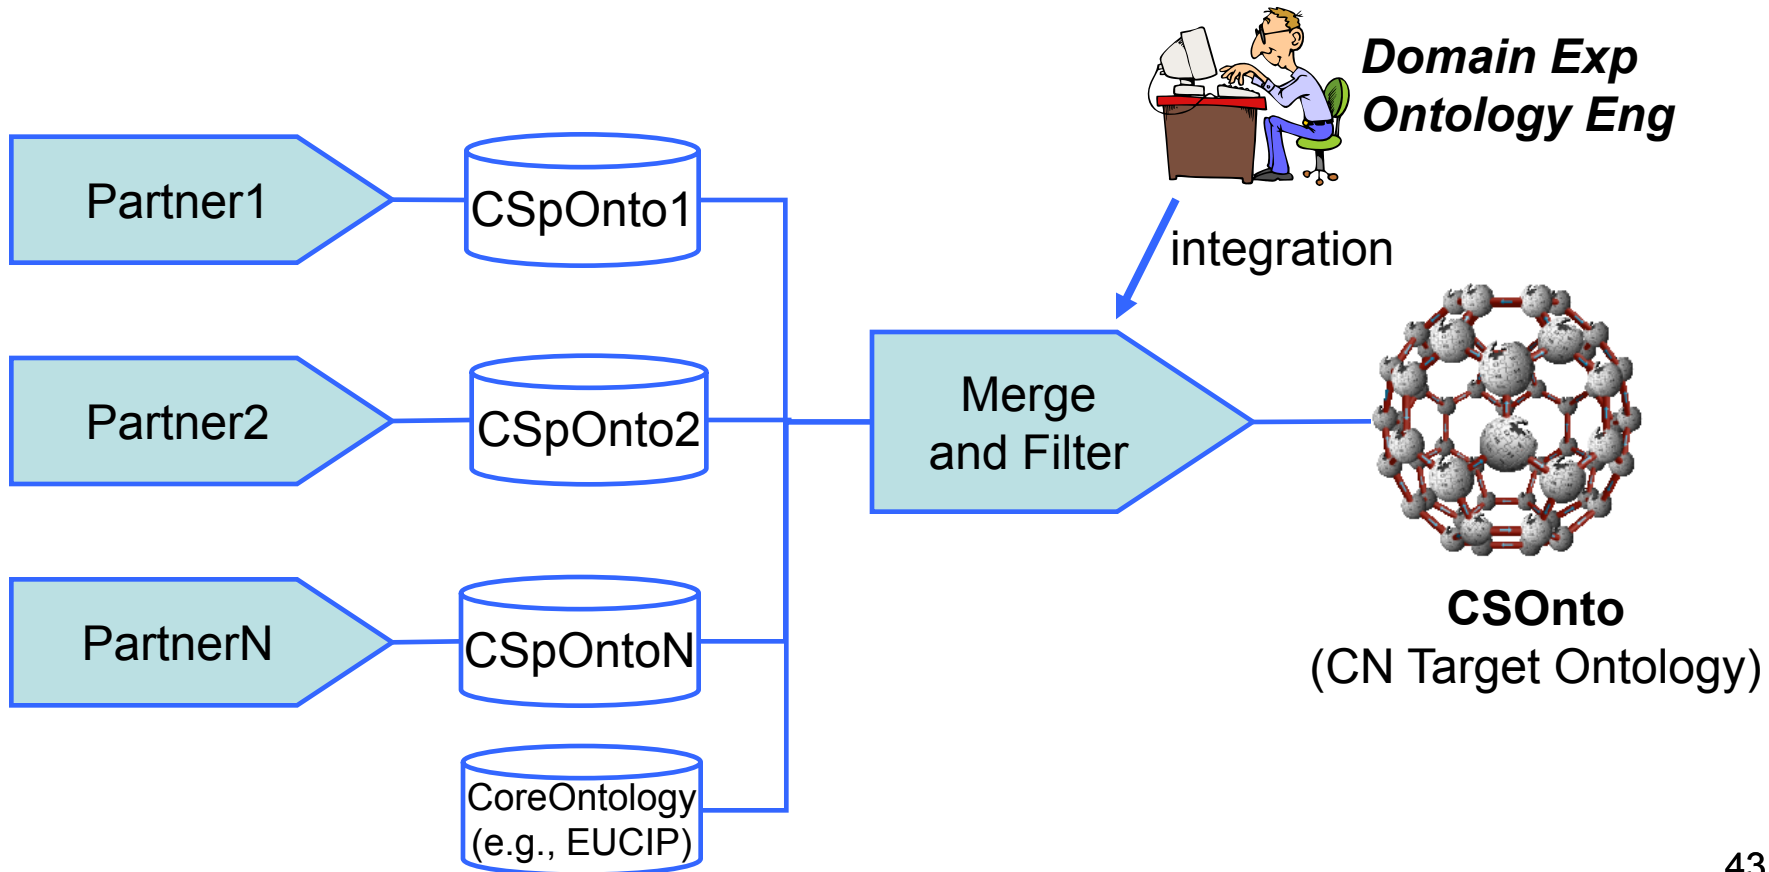 Domain Exp
Ontology Eng
Partner1
CSpOnto1
integration
Partner2
CSpOnto2
Merge
and Filter
PartnerN
CSpOntoN
CSOnto
(CN Target Ontology)
CoreOntology
(e.g., EUCIP)
43